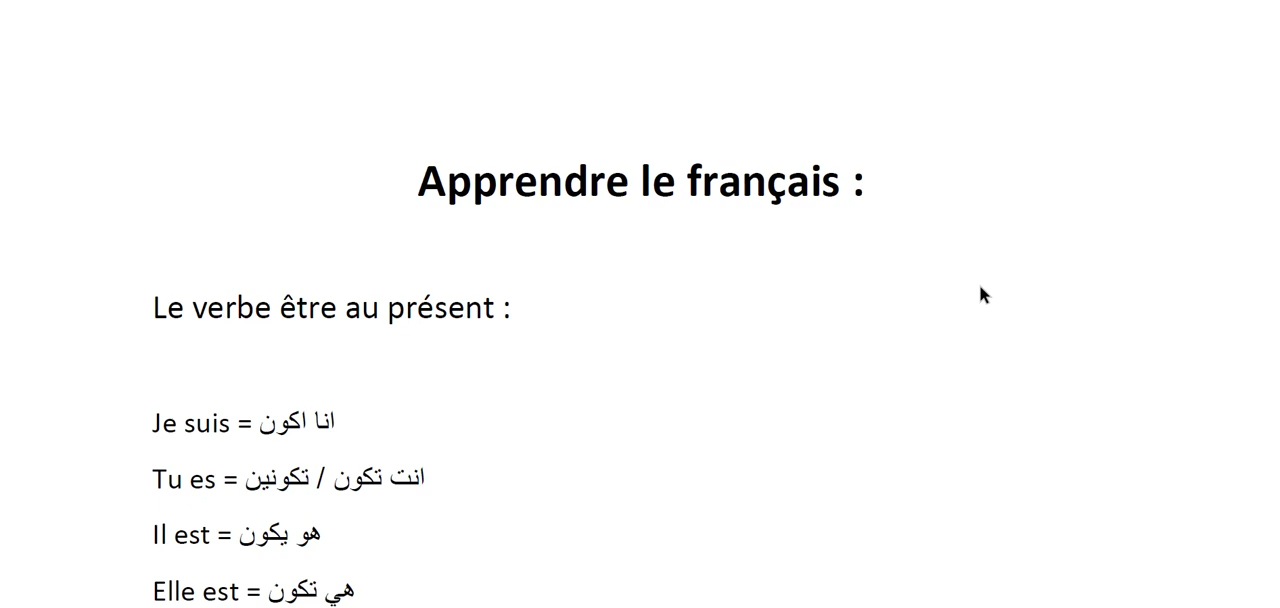 Apprendre le français :
Le verbe être au présent :
Je suis = انا اكون
Tu es = انت تكون / تكونين
Il est = هو يكون
Elle est = هي تكون